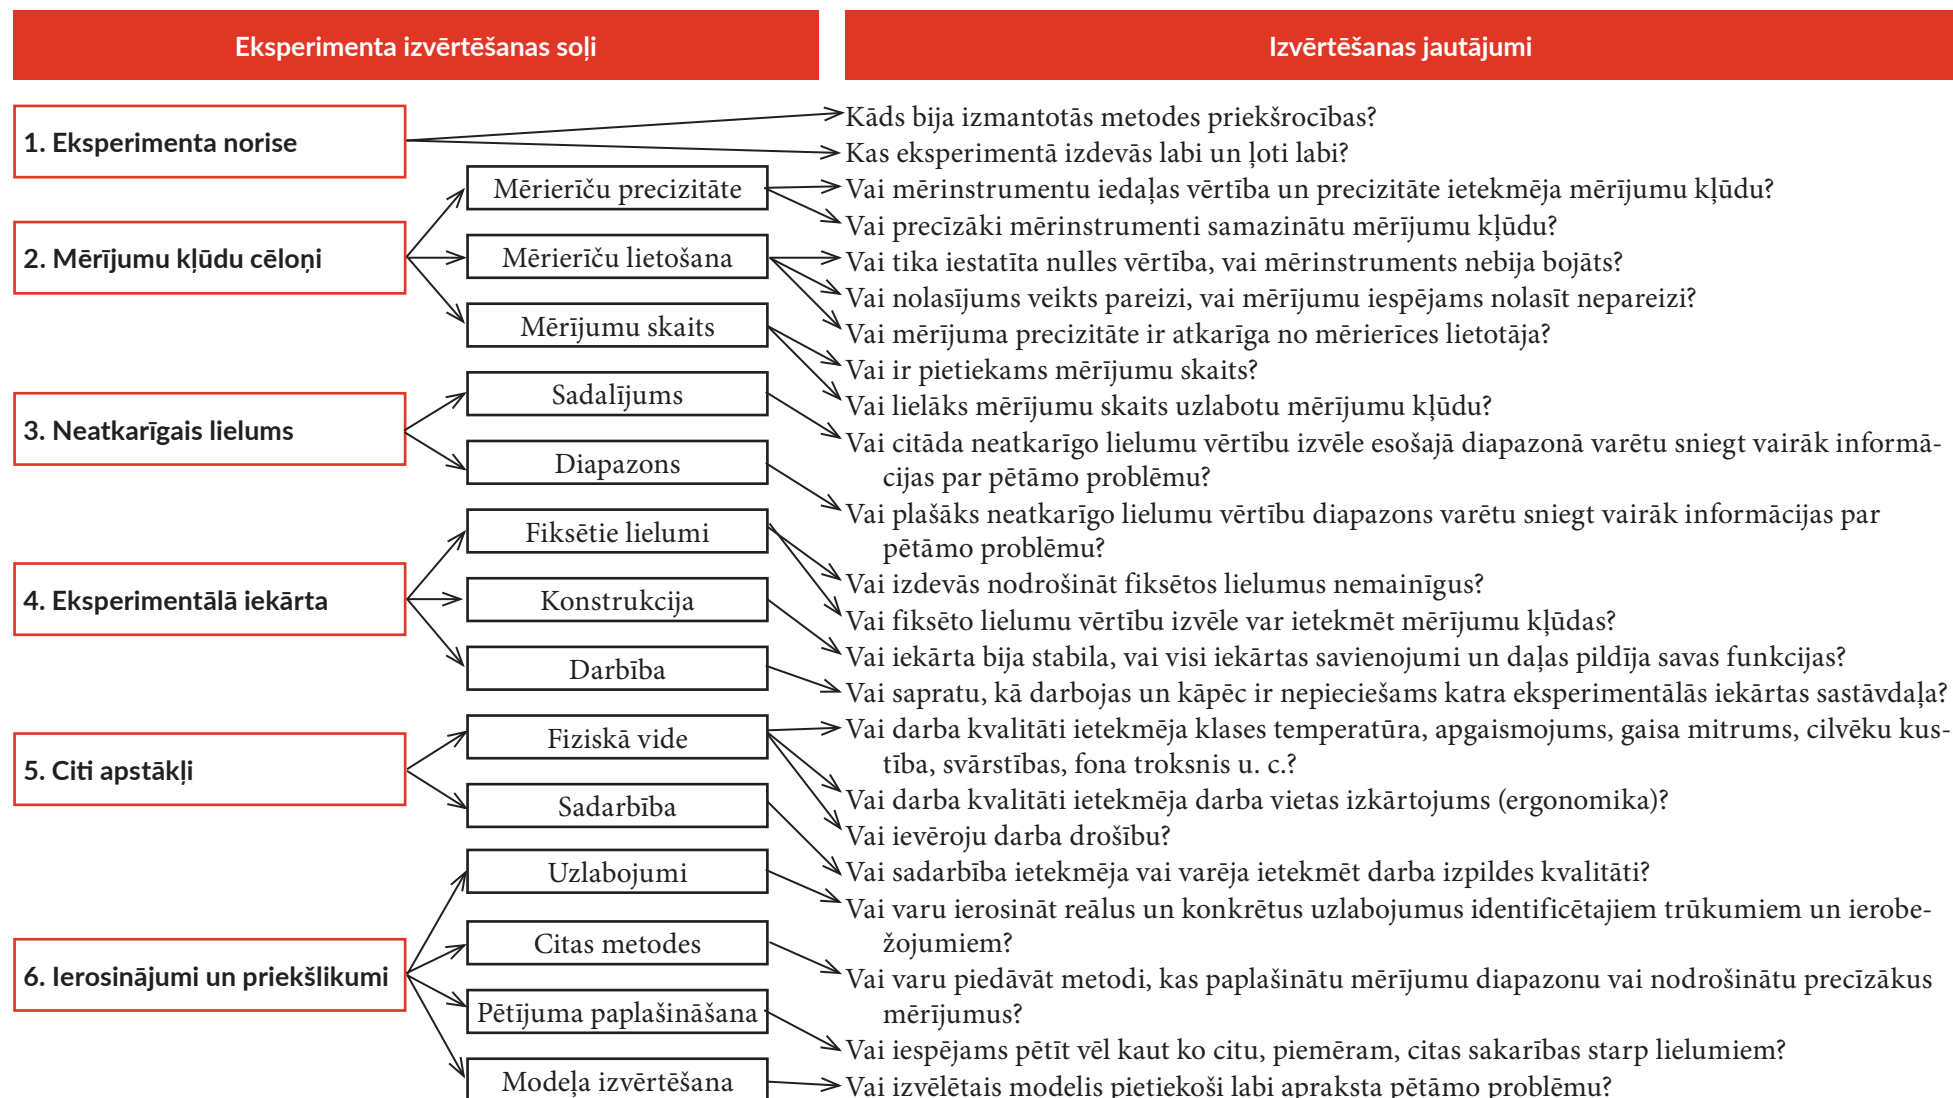 Eksperimenta izvērtēšanas soļi
Izvērtēšanas jautājumi
1. Eksperimenta norise
Kāds bija izmantotās metodes priekšrocības?
Kas eksperimentā izdevās labi un ļoti labi?
2. Mērījumu kļūdu cēloņi
Mērierīču precizitāte
Vai mērinstrumentu iedaļas vērtība un precizitāte ietekmēja mērījumu kļūdu?
Vai precīzāki mērinstrumenti samazinātu mērījumu kļūdu?
Mērierīču lietošana
Vai tika iestatīta nulles vērtība, vai mērinstruments nebija bojāts?
Vai nolasījums veikts pareizi, vai mērījumu iespējams nolasīt nepareizi?
Vai mērījuma precizitāte ir atkarīga no mērierīces lietotāja?
Mērījumu skaits
Vai ir pietiekams mērījumu skaits?
Vai lielāks mērījumu skaits uzlabotu mērījumu kļūdu?
3. Neatkarīgais lielums
Sadalījums
Vai citāda neatkarīgo lielumu vērtību izvēle esošajā diapazonā varētu sniegt vairāk informā-
cijas par pētāmo problēmu?
Diapazons
Vai plašāks neatkarīgo lielumu vērtību diapazons varētu sniegt vairāk informācijas par
pētāmo problēmu?
4. Eksperimentālā iekārta
Fiksētie lielumi
Vai izdevās nodrošināt fiksētos lielumus nemainīgus?
Vai fiksēto lielumu vērtību izvēle var ietekmēt mērījumu kļūdas?
Konstrukcija
Vai iekārta bija stabila, vai visi iekārtas savienojumi un daļas pildīja savas funkcijas?
Darbība
Vai sapratu, kā darbojas un kāpēc ir nepieciešams katra eksperimentālās iekārtas sastāvdaļa?
5. Citi apstākļi
Fiziskā vide
Vai darba kvalitāti ietekmēja klases temperatūra, apgaismojums, gaisa mitrums, cilvēku kus-
tība, svārstības, fona troksnis u. c.?
Vai darba kvalitāti ietekmēja darba vietas izkārtojums (ergonomika)?
Vai ievēroju darba drošību?
Sadarbība
Vai sadarbība ietekmēja vai varēja ietekmēt darba izpildes kvalitāti?
6. Ierosinājumi un priekšlikumi
Uzlabojumi
Vai varu ierosināt reālus un konkrētus uzlabojumus identificētajiem trūkumiem un ierobe-
žojumiem?
Citas metodes
Vai varu piedāvāt metodi, kas paplašinātu mērījumu diapazonu vai nodrošinātu precīzākus
mērījumus?
Pētījuma paplašināšana
Vai iespējams pētīt vēl kaut ko citu, piemēram, citas sakarības starp lielumiem?
Modeļa izvērtēšana
Vai izvēlētais modelis pietiekoši labi apraksta pētāmo problēmu?